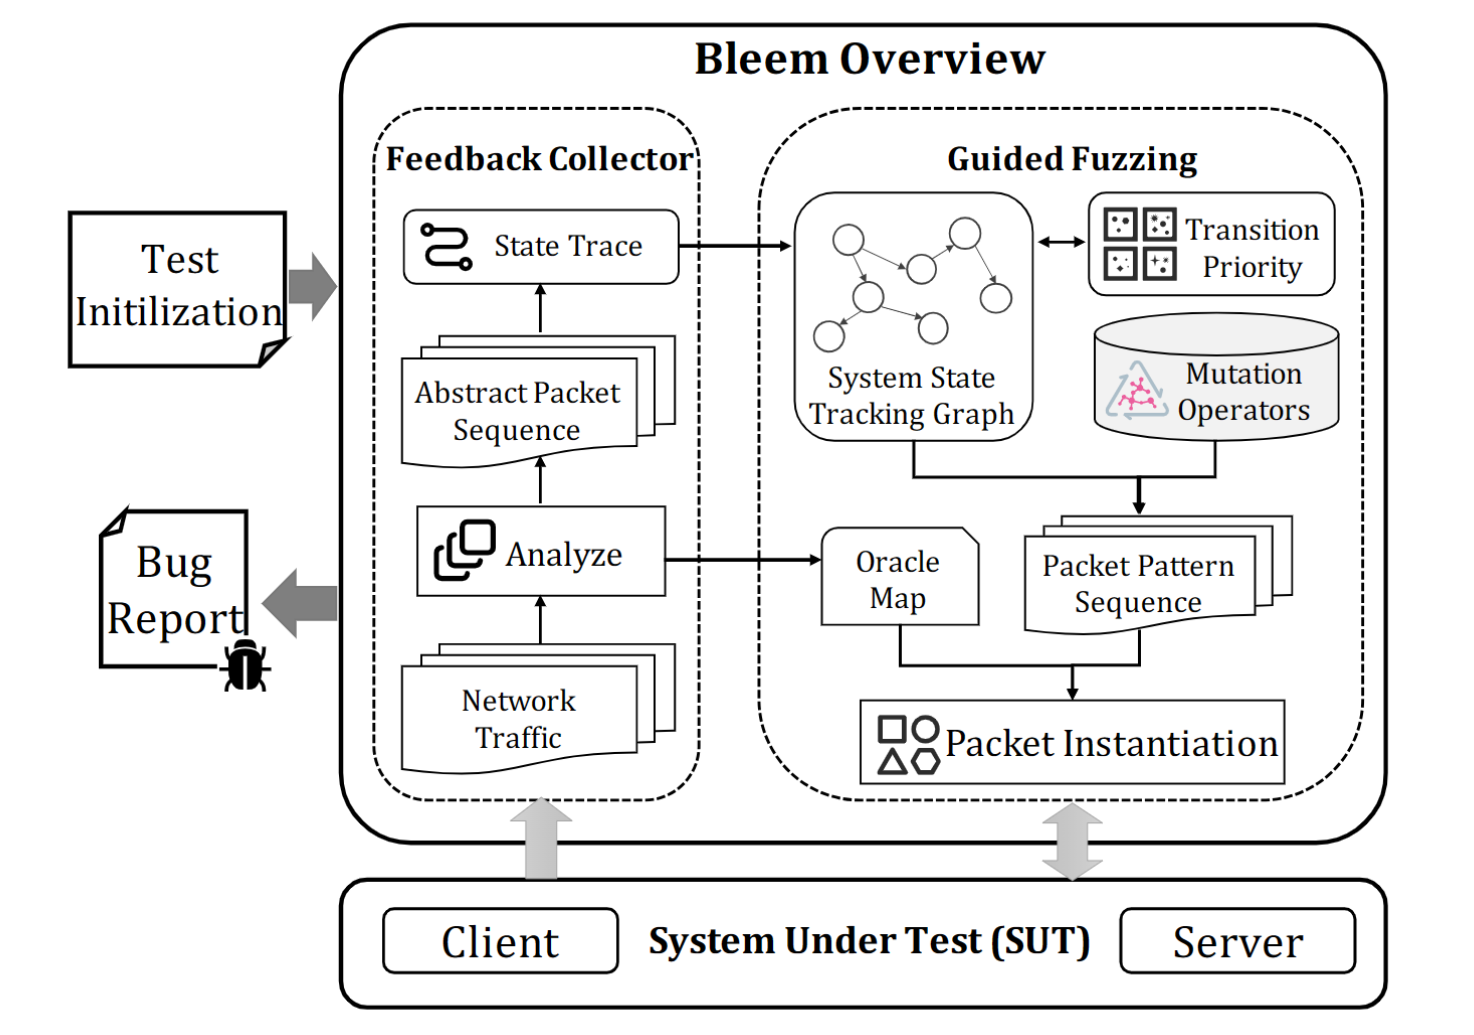 Bleem Overview
Feedback Collector
Guided Fuzzing
Test
Initilization
State Trace
Transition
Priority
System State
Tracking Graph
Mutation
Operators
Abstract Packet
Sequence
Analyze
Oracle
Map
Packet Pattern
Sequence
Bug
Report
Network
Traffic
Packet Instantiation
Client
System Under Test (SUT)
Server